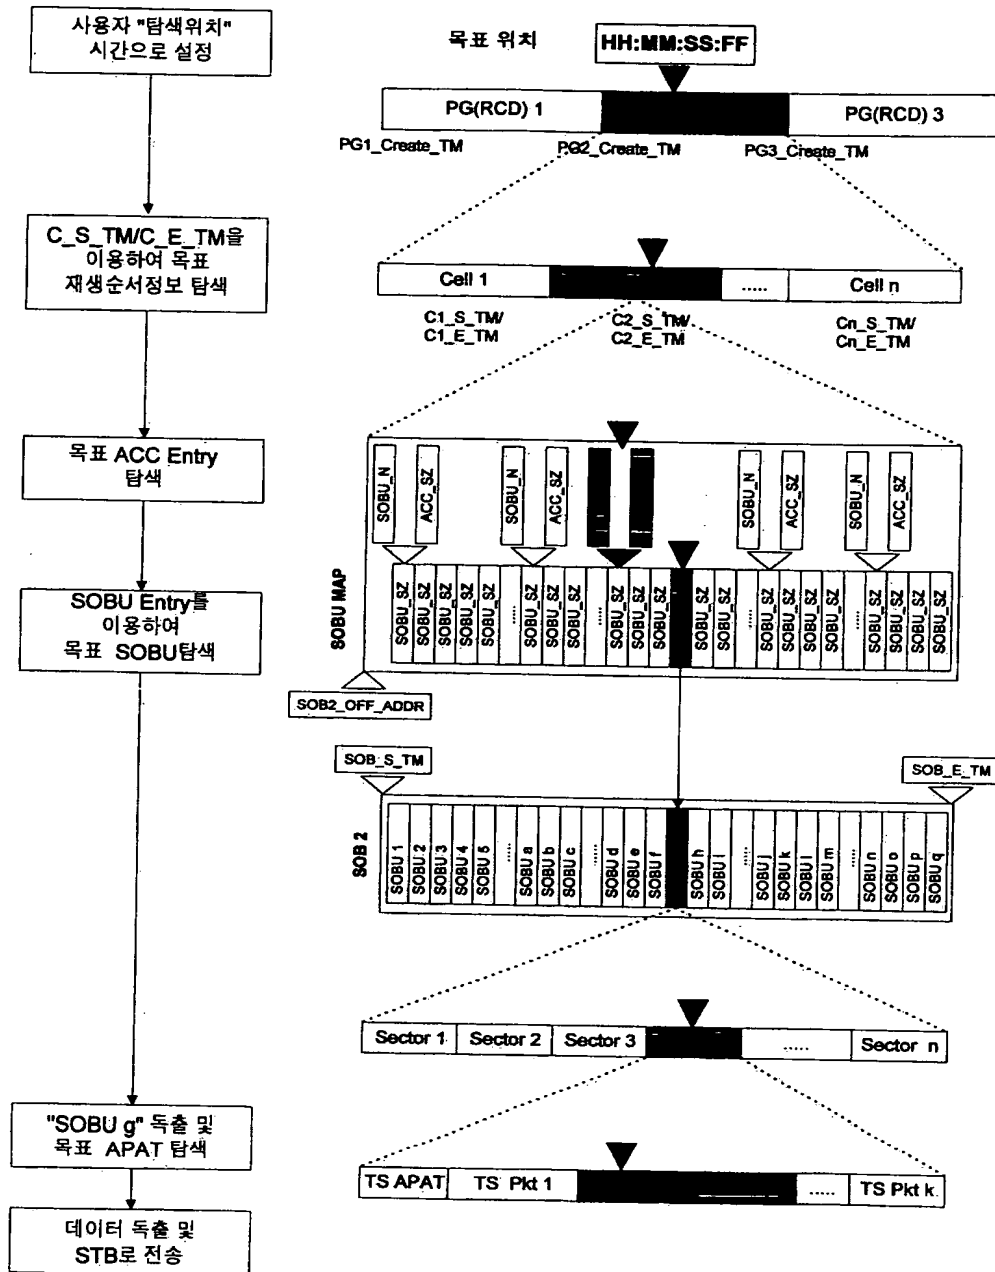 사용자 "탐색위치"
시간으로 설정
목표 위치
HH:MM:SS:FF
PG(RCD) 1
PG(RCD) 3
PG1_Create_TM
PG2_Create_TM
PG3_Create_TM
C_S_TM/C_E_TM을
이용하여 목표
재생순서정보 탐색
Cell 1
.....
Cell n
C1_S_TM/
C1_E_TM
C2_S_TM/
C2_E_TM
Cn_S_TM/
Cn_E_TM
목표 ACC Entry
탐색
SOBU_N
ACC_SZ
SOBU_N
ACC_SZ
SOBU_N
ACC_SZ
SOBU_N
ACC_SZ
SOBU Entry를
이용하여
목표 SOBU탐색
SOBU MAP
SOBU_SZ
SOBU_SZ
SOBU_SZ
SOBU_SZ
SOBU_SZ
.....
SOBU_SZ
SOBU_SZ
SOBU_SZ
.....
SOBU_SZ
SOBU_SZ
SOBU_SZ
SOBU_SZ
SOBU_SZ
.....
SOBU_SZ
SOBU_SZ
SOBU_SZ
SOBU_SZ
.....
SOBU_SZ
SOBU_SZ
SOBU_SZ
SOBU_SZ
SOB2_OFF_ADDR
SOB_S_TM
SOB_E_TM
SOB 2
SOBU 1
SOBU 2
SOBU 3
SOBU 4
SOBU 5
.....
SOBU a
SOBU b
SOBU c
.....
SOBU d
SOBU e
SOBU f
SOBU h
SOBU i
.....
SOBU j
SOBU k
SOBU l
SOBU m
.....
SOBU n
SOBU o
SOBU p
SOBU q
Sector 1
Sector 2
Sector 3
.....
Sector n
"SOBU g" 독출 및
목표 APAT 탐색
TS APAT
TS Pkt 1
.....
TS Pkt k
데이터 독출 및
STB로 전송